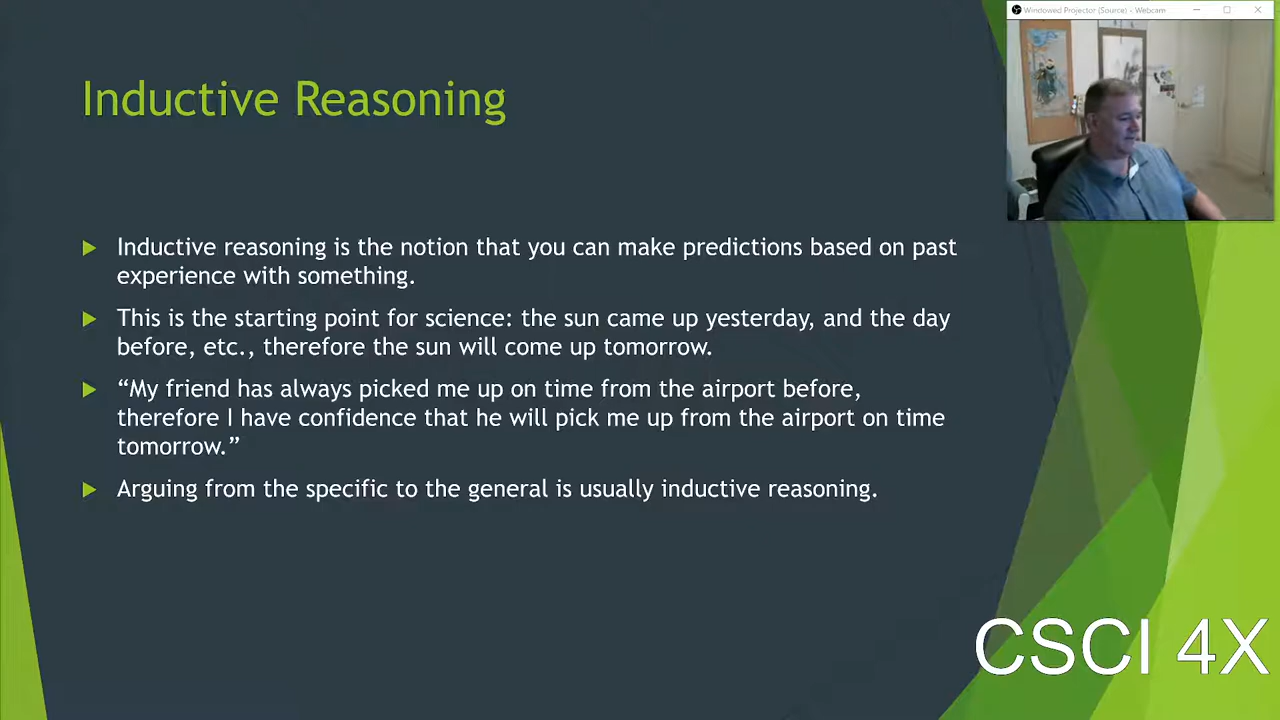 Windowed Projector (Source) - Webcam
Inductive Reasoning
Inductive reasoning is the notion that you can make predictions based on past
experience with something.
This is the starting point for science: the sun came up yesterday, and the day
before, etc., therefore the sun will come up tomorrow.
“My friend has always picked me up on time from the airport before,
therefore I have confidence that he will pick me up from the airport on time
tomorrow.”
Arguing from the specific to the general is usually inductive reasoning.
CSCI 4X